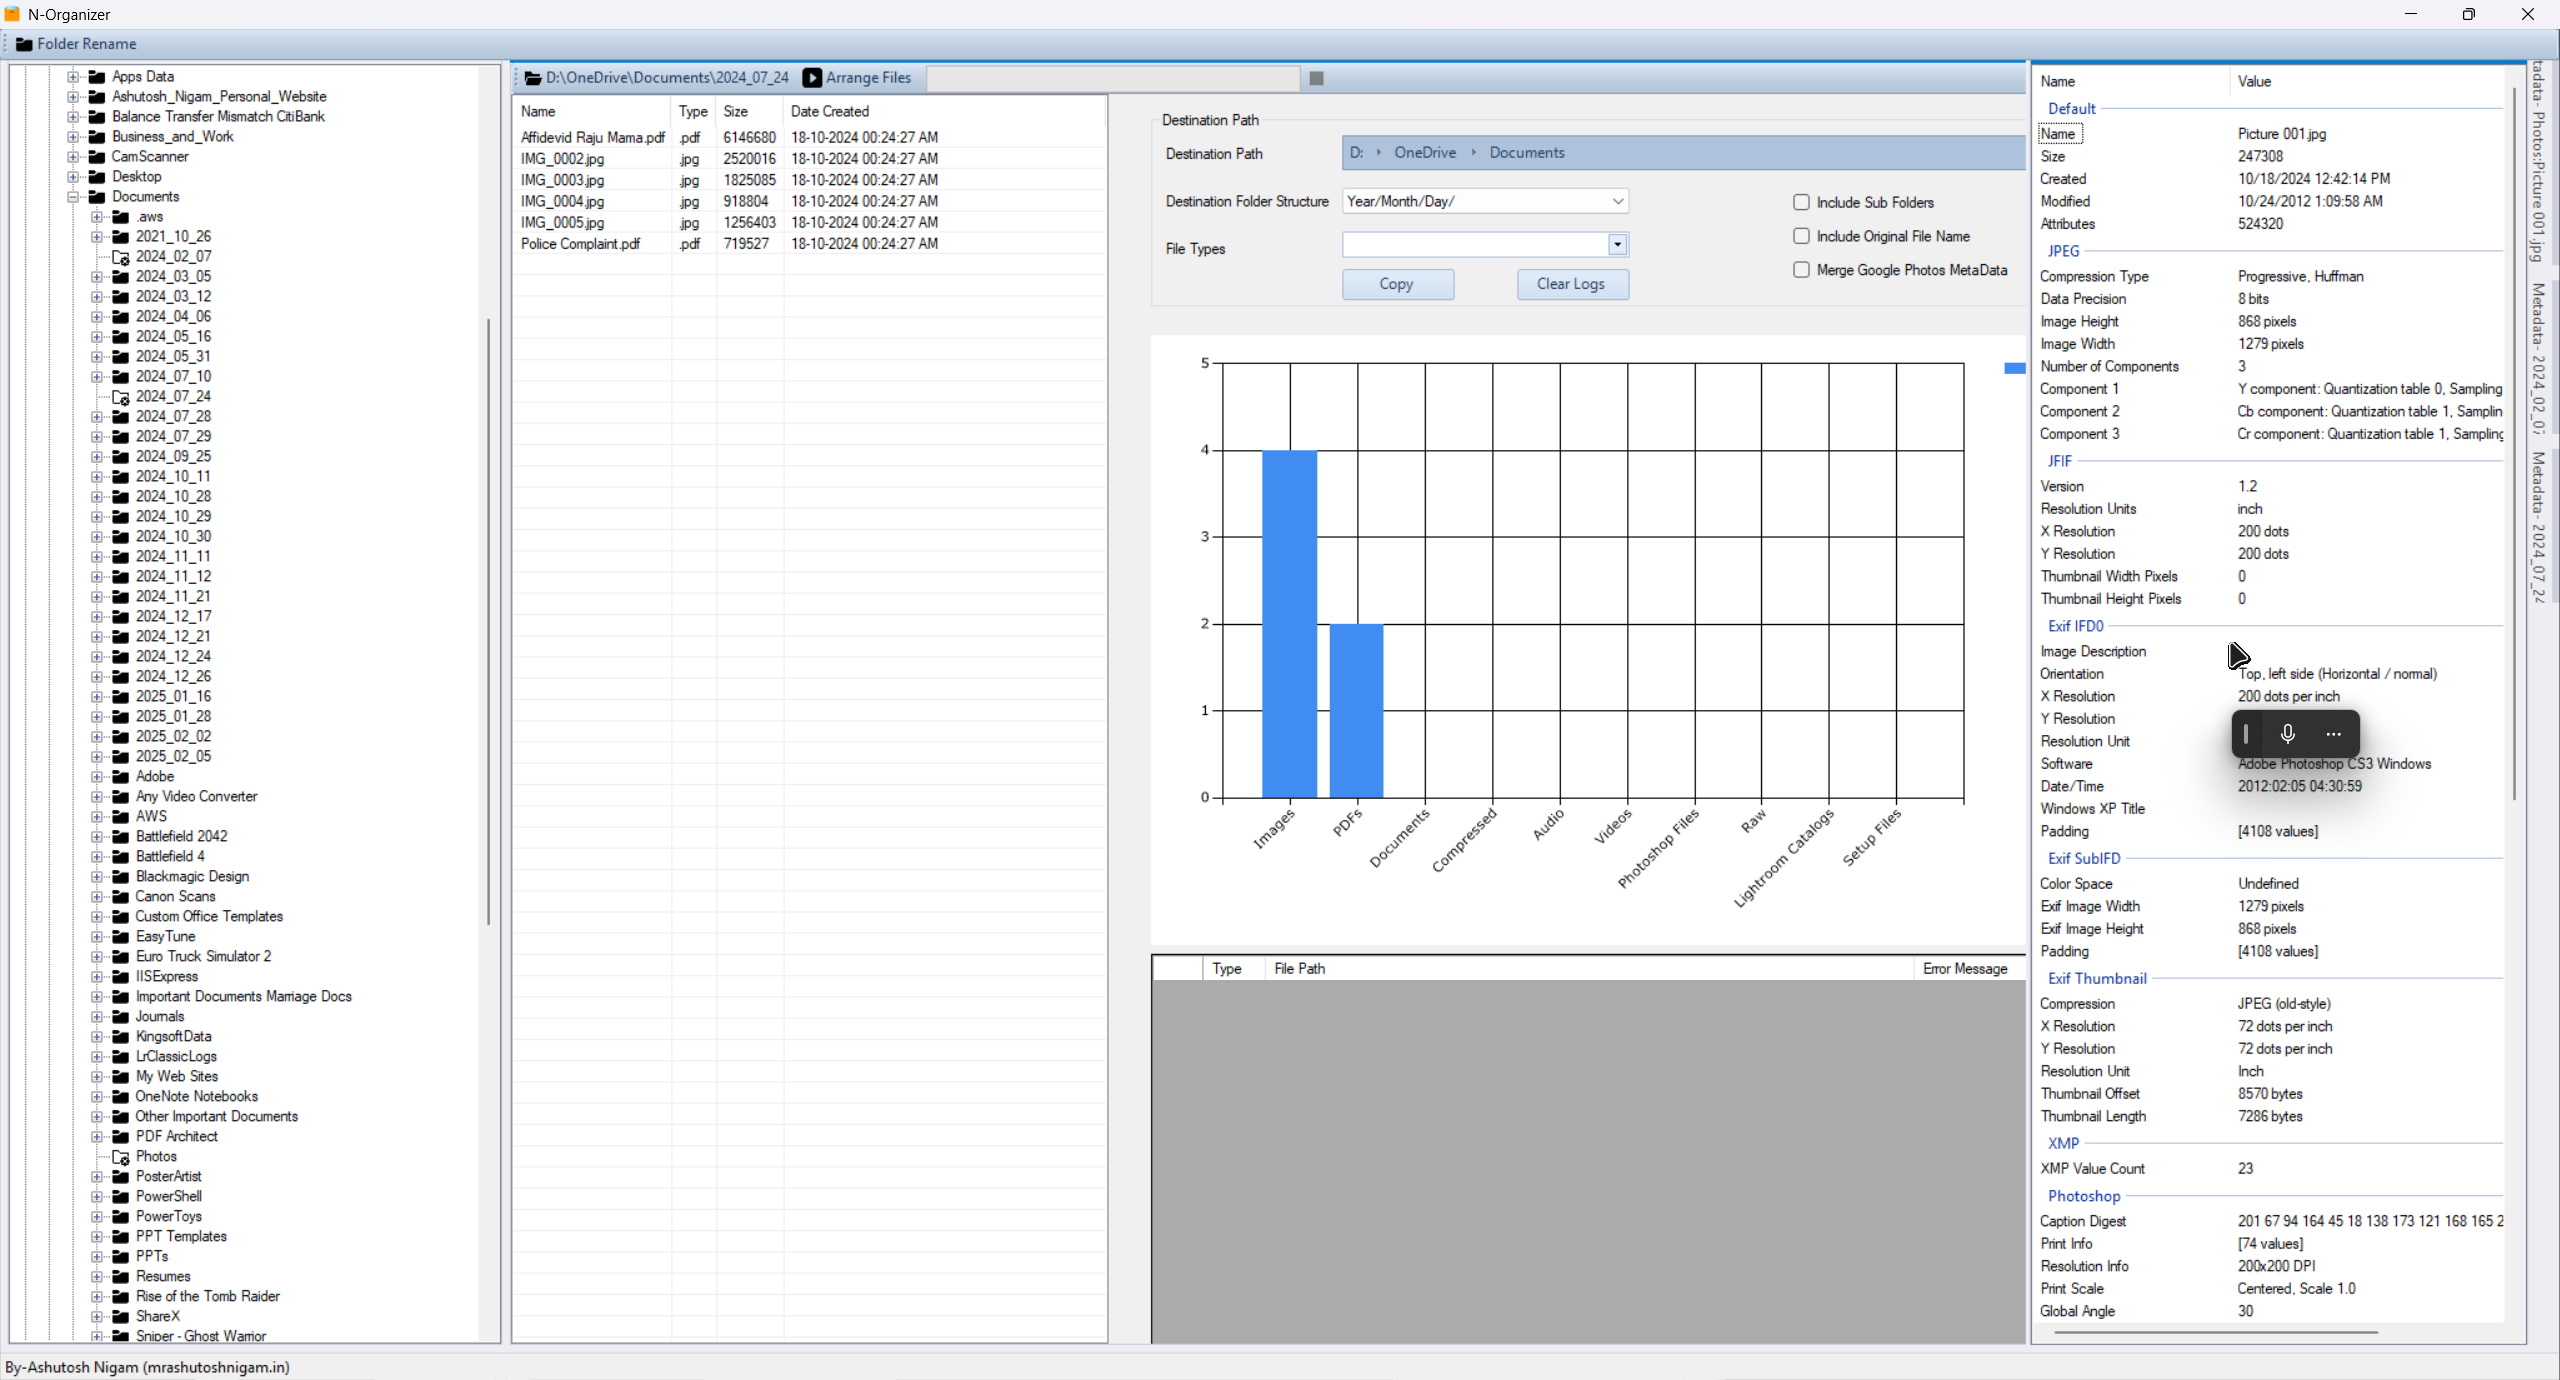 N-Organizer
Folder Rename
Apps Data
Ashutosh_Nigam_Personal_Website
Balance Transfer Mismatch CitiBank
Business_and_Work
CamScanner
Desktop
Documents
.aws
2021_10_26
2024_02_07
2024_03_05
2024_03_12
2024_04_06
2024_05_16
2024_05_31
2024_07_10
2024_07_24
2024_07_28
2024_07_29
2024_09_25
2024_10_11
2024_10_28
2024_10_29
2024_10_30
2024_11_11
2024_11_12
2024_11_21
2024_12_17
2024_12_21
2024_12_24
2024_12_26
2025_01_16
2025_01_28
2025_02_02
2025_02_05
Adobe
Any Video Converter
AWS
Battlefield 2042
Battlefield 4
Blackmagic Design
Canon Scans
Custom Office Templates
EasyTune
Euro Truck Simulator 2
IISExpress
Important Documents Marriage Docs
Journals
KingsoftData
LrClassicLogs
My Web Sites
OneNote Notebooks
Other Important Documents
PDF Architect
Photos
PosterArtist
PowerShell
PowerToys
PPT Templates
PPTs
Resumes
Rise of the Tomb Raider
ShareX
Sniper - Ghost Warrior
D:\OneDrive\Documents\2024_07_24 Arrange Files
Name Type Size Date Created
Affidevid Raju Mama.pdf .pdf 6146680 18-10-2024 00:24:27 AM
IMG_0002.jpg .jpg 2520016 18-10-2024 00:24:27 AM
IMG_0003.jpg .jpg 1825085 18-10-2024 00:24:27 AM
IMG_0004.jpg .jpg 918804 18-10-2024 00:24:27 AM
IMG_0005.jpg .jpg 1256403 18-10-2024 00:24:27 AM
Police Complaint.pdf .pdf 719527 18-10-2024 00:24:27 AM
Destination Path
Destination Path D: OneDrive Documents
Destination Folder Structure Year/Month/Day/ Include Sub Folders
File Types Include Original File Name
Copy Clear Logs Merge Google Photos MetaData
5
4
3
2
1
0
Images
PDFs
Documents
Compressed
Audio
Videos
Photoshop Files
Raw
Lightroom Catalogs
Setup Files
Type File Path Error Message
Name Value
Default
Name Picture 001.jpg
Size 247308
Created 10/18/2024 12:42:14 PM
Modified 10/24/2012 1:09:58 AM
Attributes 524320
JPEG
Compression Type Progressive, Huffman
Data Precision 8 bits
Image Height 868 pixels
Image Width 1279 pixels
Number of Components 3
Component 1 Y component: Quantization table 0, Sampling
Component 2 Cb component: Quantization table 1, Samplin
Component 3 Cr component: Quantization table 1, Sampling
JFIF
Version 1.2
Resolution Units inch
X Resolution 200 dots
Y Resolution 200 dots
Thumbnail Width Pixels 0
Thumbnail Height Pixels 0
Exif IFD0
Image Description
Orientation Top, left side (Horizontal / normal)
X Resolution 200 dots per inch
Y Resolution
Resolution Unit
Software Adobe Photoshop CS3 Windows
Date/Time 2012:02:05 04:30:59
Windows XP Title
Padding [4108 values]
Exif SubIFD
Color Space Undefined
Exif Image Width 1279 pixels
Exif Image Height 868 pixels
Padding [4108 values]
Exif Thumbnail
Compression JPEG (old-style)
X Resolution 72 dots per inch
Y Resolution 72 dots per inch
Resolution Unit Inch
Thumbnail Offset 8570 bytes
Thumbnail Length 7286 bytes
XMP
XMP Value Count 23
Photoshop
Caption Digest 201 67 94 164 45 18 138 173 121 168 165 2
Print Info [74 values]
Resolution Info 200x200 DPI
Print Scale Centered, Scale 1.0
Global Angle 30
tadata- Photos:Picture 001.jpg
Metadata- 2024_02_07
Metadata- 2024_07_24
By-Ashutosh Nigam (mrashutoshnigam.in)